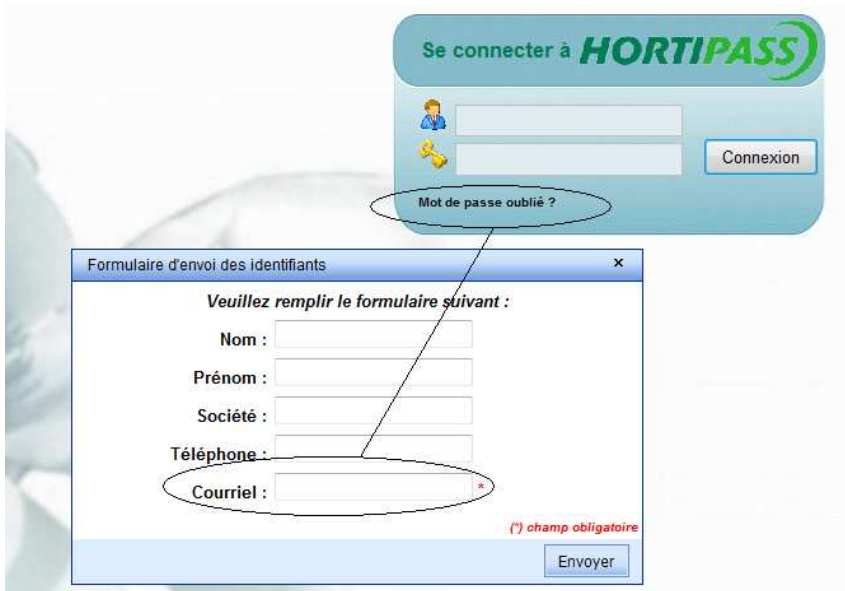 Se connecter à HORTIPASS
Connexion
Mot de passe oublié ?
Formulaire d'envoi des identifiants x
Veuillez remplir le formulaire suivant :
Nom :
Prénom :
Société :
Téléphone :
Courriel : *
(*) champ obligatoire
Envoyer